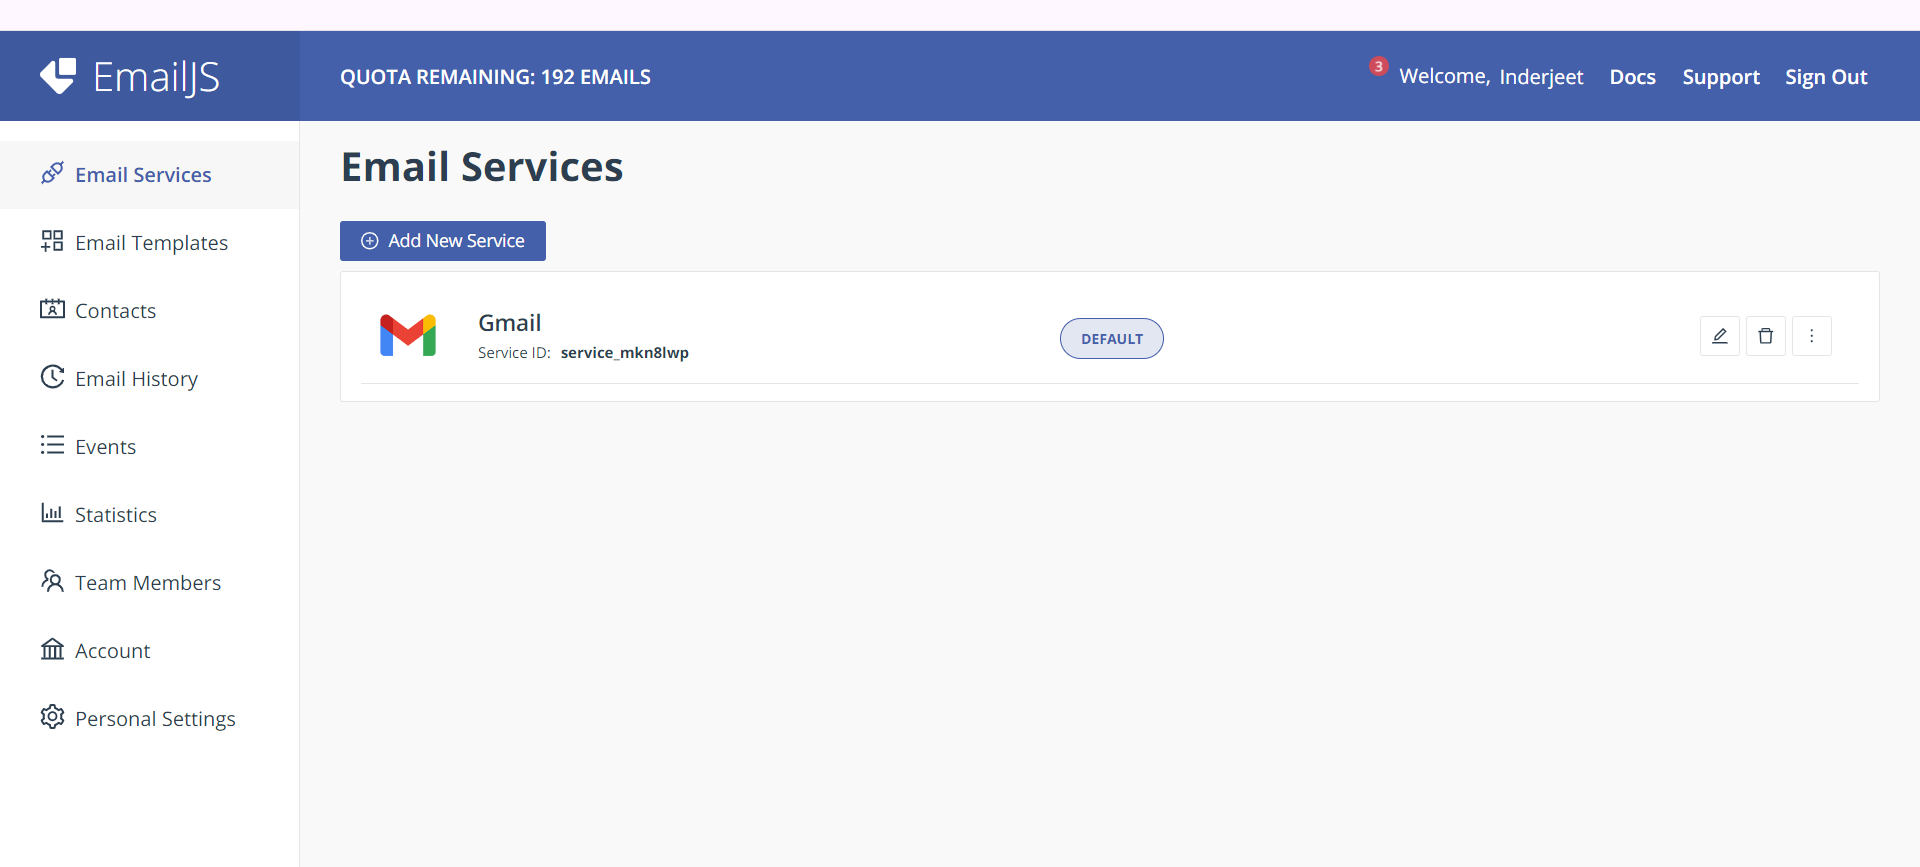 EmailJS
QUOTA REMAINING: 192 EMAILS
3
Welcome, Inderjeet
Docs
Support
Sign Out
Email Services
Email Templates
Contacts
Email History
Events
Statistics
Team Members
Account
Personal Settings
Email Services
Add New Service
Gmail
Service ID: service_mkn8lwp
DEFAULT